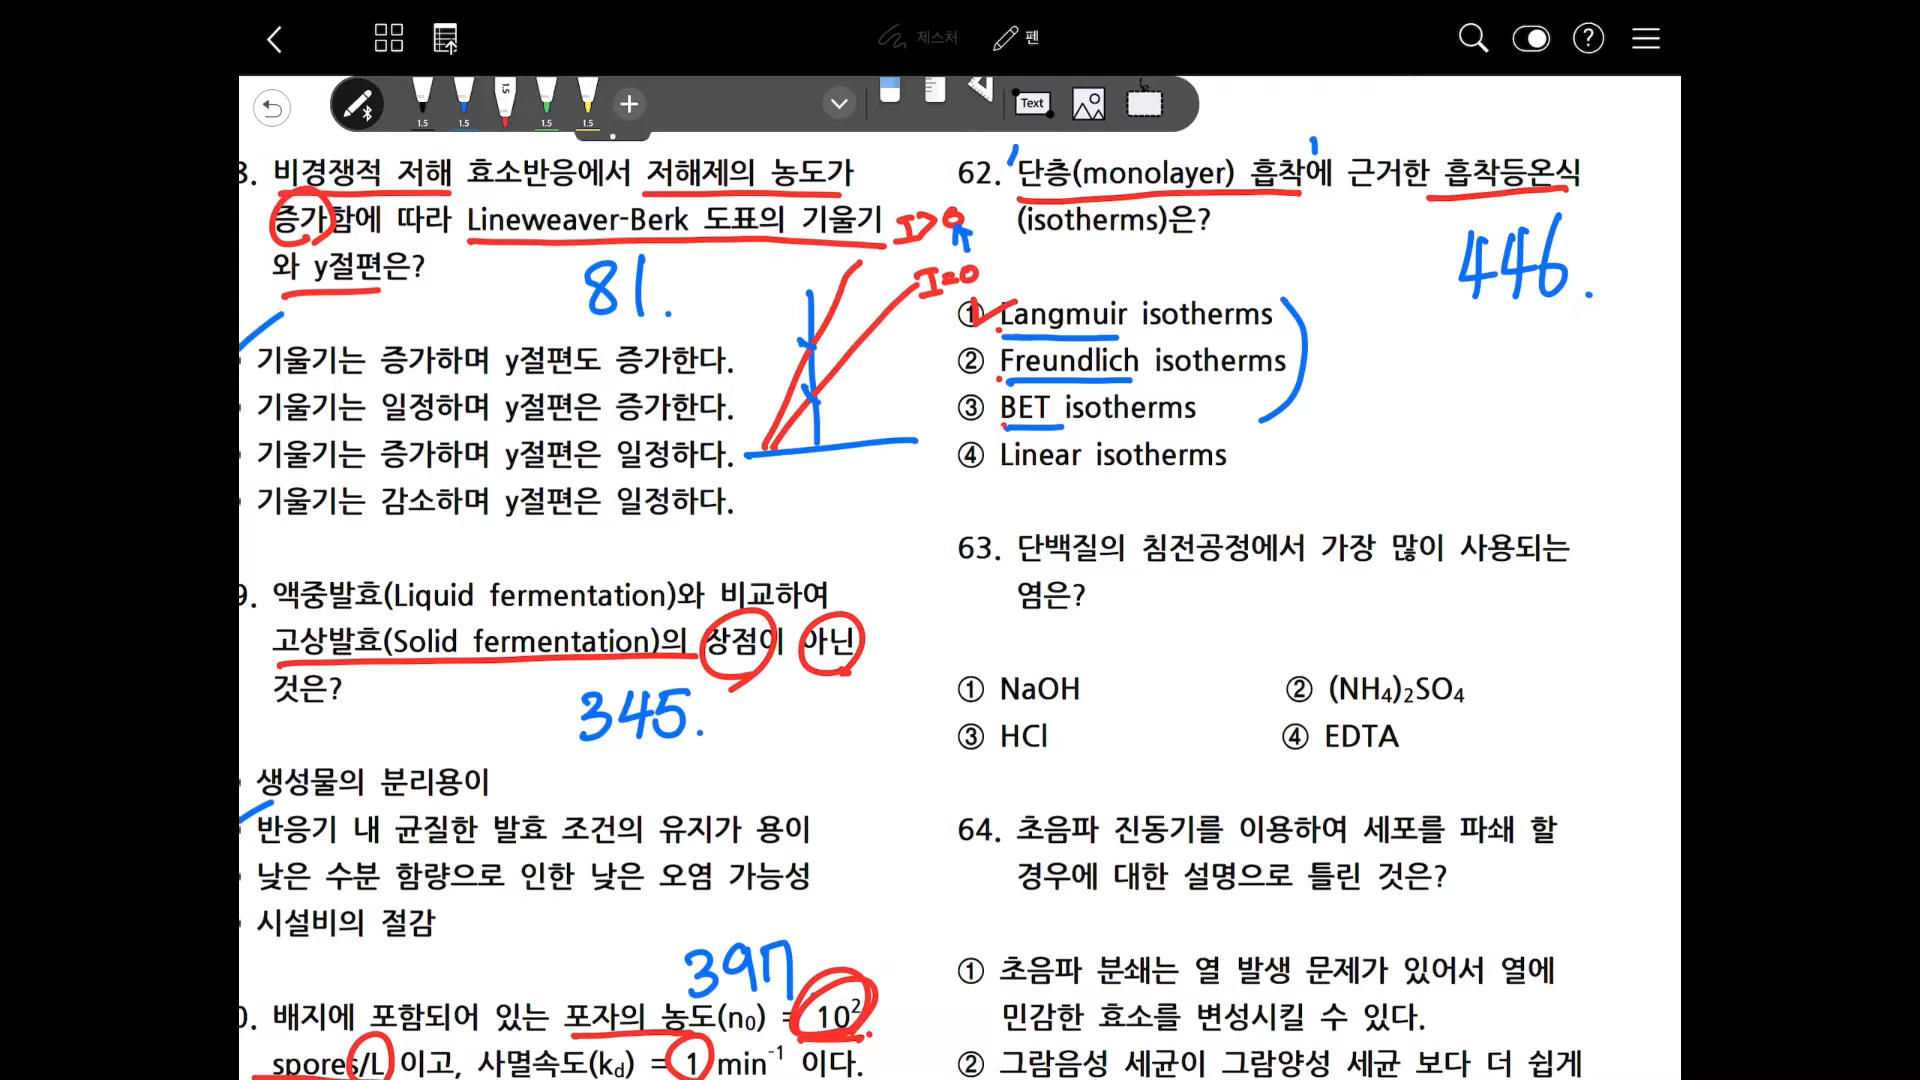 제스처
펜
1.5 1.5 1.5 1.5 1.5
Text
8. 비경쟁적 저해 효소반응에서 저해제의 농도가
증가함에 따라 Lineweaver-Berk 도표의 기울기
와 y절편은?
I>0
I=0
81.
기울기는 증가하며 y절편도 증가한다.
기울기는 일정하며 y절편은 증가한다.
기울기는 증가하며 y절편은 일정하다.
기울기는 감소하며 y절편은 일정하다.
9. 액중발효(Liquid fermentation)와 비교하여
고상발효(Solid fermentation)의 장점이 아닌
것은?
345.
생성물의 분리용이
반응기 내 균질한 발효 조건의 유지가 용이
낮은 수분 함량으로 인한 낮은 오염 가능성
시설비의 절감
397
0. 배지에 포함되어 있는 포자의 농도(n₀) = 10²
spores/L 이고, 사멸속도(kd) = 1 min⁻¹ 이다.
62. 단층(monolayer) 흡착에 근거한 흡착등온식
(isotherms)은?
446.
① Langmuir isotherms
② Freundlich isotherms
③ BET isotherms
④ Linear isotherms
63. 단백질의 침전공정에서 가장 많이 사용되는
염은?
① NaOH ② (NH₄)₂SO₄
③ HCl ④ EDTA
64. 초음파 진동기를 이용하여 세포를 파쇄 할
경우에 대한 설명으로 틀린 것은?
① 초음파 분쇄는 열 발생 문제가 있어서 열에
민감한 효소를 변성시킬 수 있다.
② 그람음성 세균이 그람양성 세균 보다 더 쉽게